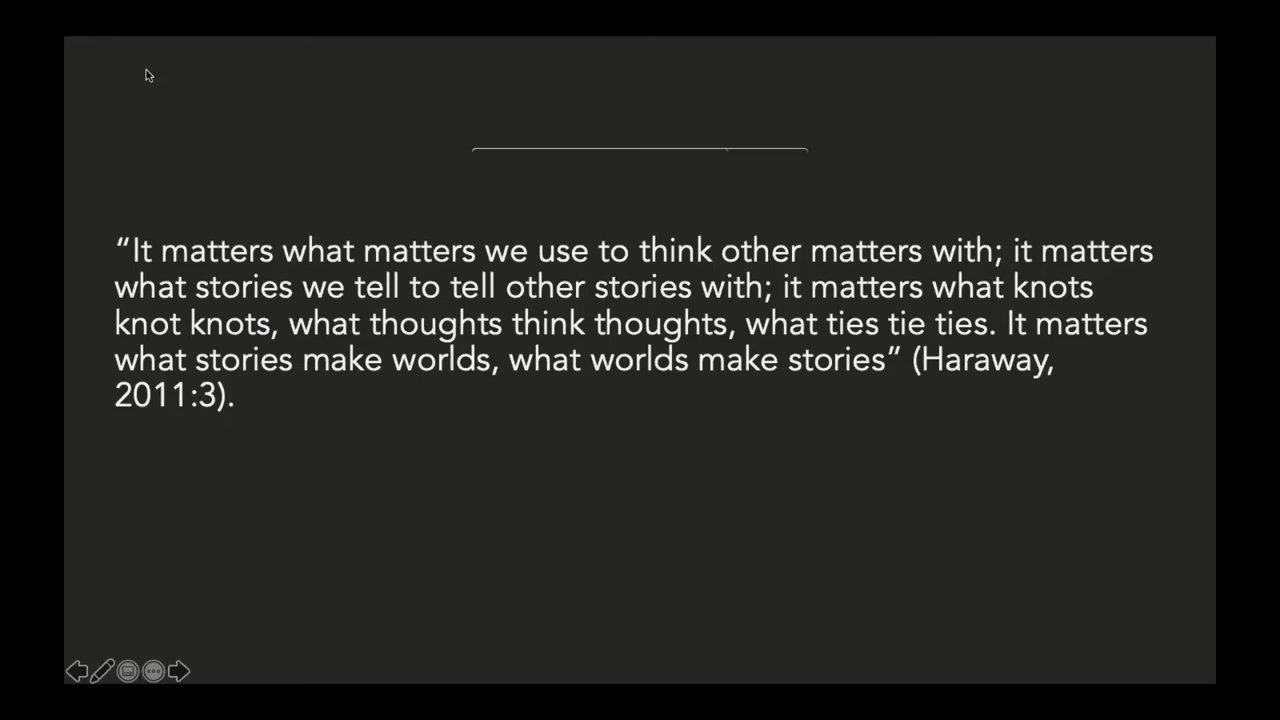 “It matters what matters we use to think other matters with; it matters
what stories we tell to tell other stories with; it matters what knots
knot knots, what thoughts think thoughts, what ties tie ties. It matters
what stories make worlds, what worlds make stories” (Haraway,
2011:3).